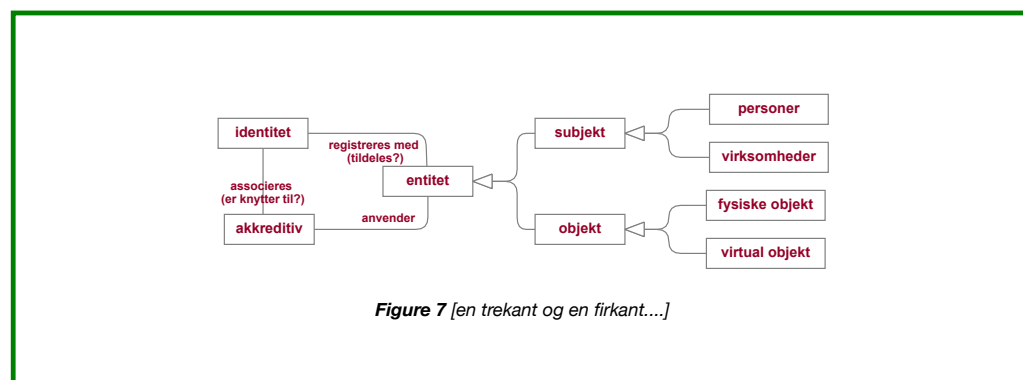 identitet
registreres med
(tildeles?)
entitet
associeres
(er knytter til?)
akkreditiv
anvender
subjekt
personer
virksomheder
objekt
fysiske objekt
virtual objekt
Figure 7 [en trekant og en firkant....]